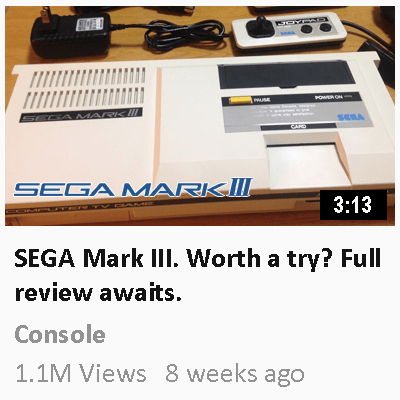 JOYPAD
SEGA
SEGA MARK III
PAUSE
POWER ON
SEGA
CARD
SEGA MARK III
COMPUTER TV GAME
3:13
SEGA Mark III. Worth a try? Full
review awaits.
Console
1.1M Views 8 weeks ago